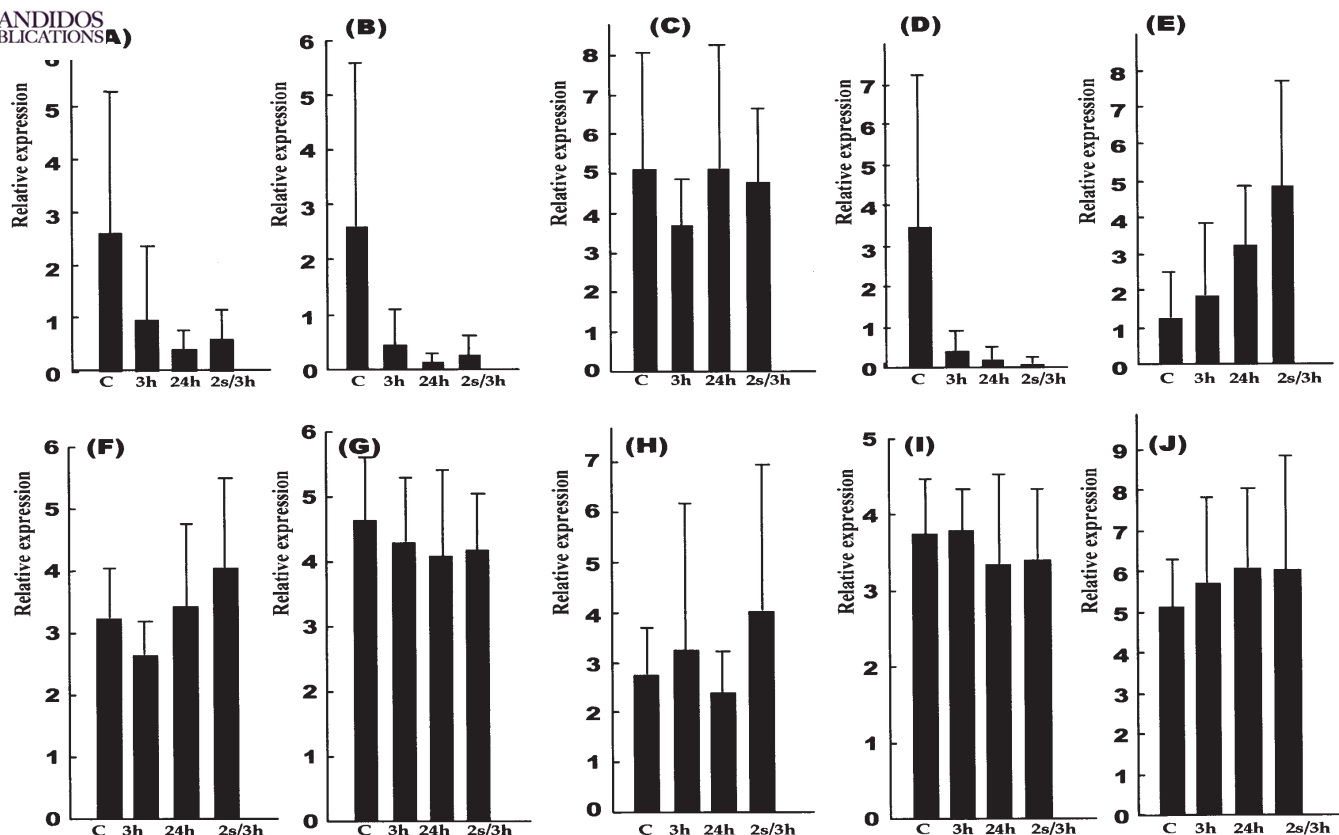 ANDIDOS
BLICATIONS
A)
Relative expression
6
5
4
3
2
1
0
C 3h 24h 2s/3h
(B)
Relative expression
6
5
4
3
2
1
0
C 3h 24h 2s/3h
(C)
Relative expression
8
7
6
5
4
3
2
1
0
C 3h 24h 2s/3h
(D)
Relative expression
7
6
5
4
3
2
1
0
C 3h 24h 2s/3h
(E)
Relative expression
8
7
6
5
4
3
2
1
0
C 3h 24h 2s/3h
(F)
Relative expression
6
5
4
3
2
1
0
C 3h 24h 2s/3h
(G)
Relative expression
6
5
4
3
2
1
0
C 3h 24h 2s/3h
(H)
Relative expression
7
6
5
4
3
2
1
0
C 3h 24h 2s/3h
(I)
Relative expression
5
4
3
2
1
0
C 3h 24h 2s/3h
(J)
Relative expression
9
8
7
6
5
4
3
2
1
0
C 3h 24h 2s/3h